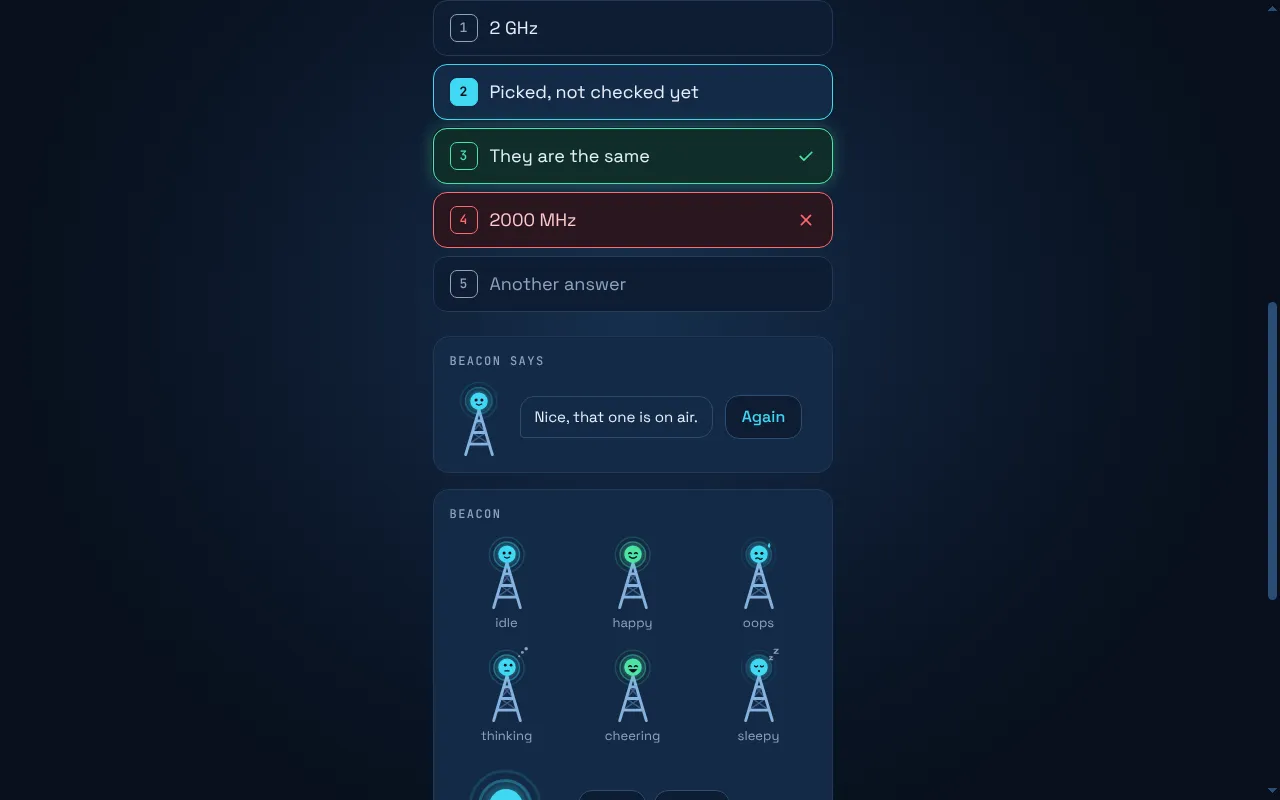 1 2 GHz
2 Picked, not checked yet
3 They are the same
4 2000 MHz
5 Another answer
BEACON SAYS
Nice, that one is on air. Again
BEACON
idle happy oops
z z
thinking cheering sleepy